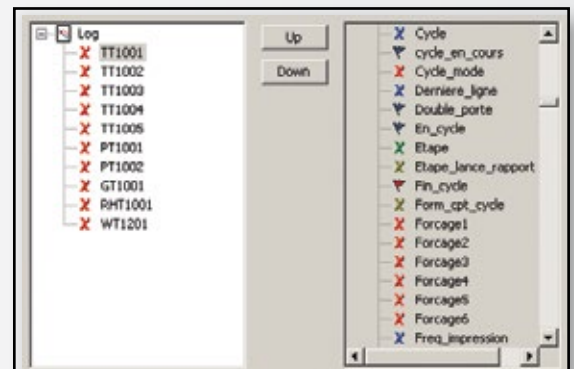 Log
TT1001
TT1002
TT1003
TT1004
TT1005
PT1001
PT1002
GT1001
RHT1001
WT1201
Up
Down
Cycle
cycle_en_cours
Cycle_mode
Derniere_ligne
Double_porte
En_cycle
Etape
Etape_lance_rapport
Fin_cycle
Form_cpt_cycle
Forcage1
Forcage2
Forcage3
Forcage4
Forcage5
Forcage6
Freq_impression